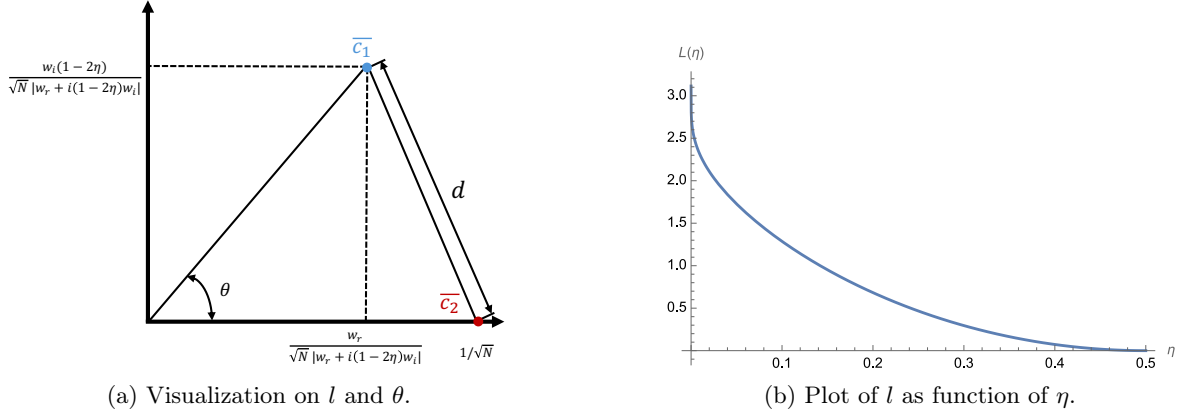 $\overline{c_1}$
$\frac{w_i(1-2\eta)}{\sqrt{N}\,|w_r+i(1-2\eta)w_i|}$
d
θ
$\overline{c_2}$
$\frac{w_r}{\sqrt{N}\,|w_r+i(1-2\eta)w_i|}$
$1/\sqrt{N}$
(a) Visualization on $l$ and $\theta$.
L(η)
3.0
2.5
2.0
1.5
1.0
0.5
0.1 0.2 0.3 0.4 0.5 η
(b) Plot of $l$ as function of $\eta$.